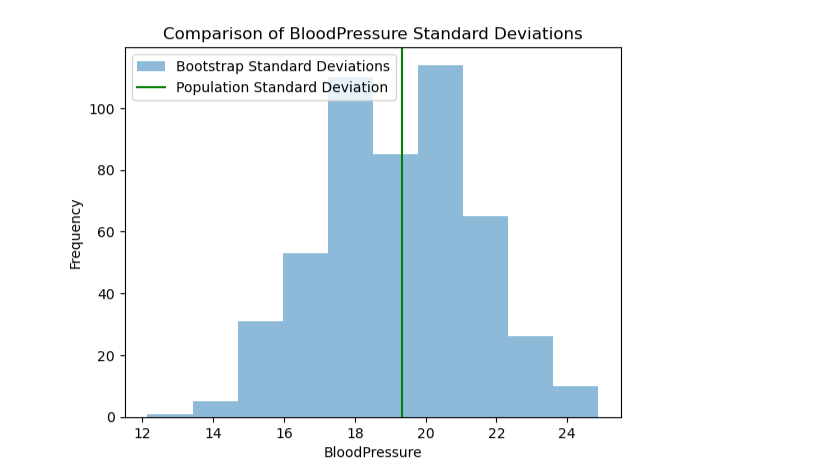 Comparison of BloodPressure Standard Deviations
Bootstrap Standard Deviations
Population Standard Deviation
100
80
60
40
20
0
Frequency
12 14 16 18 20 22 24
BloodPressure